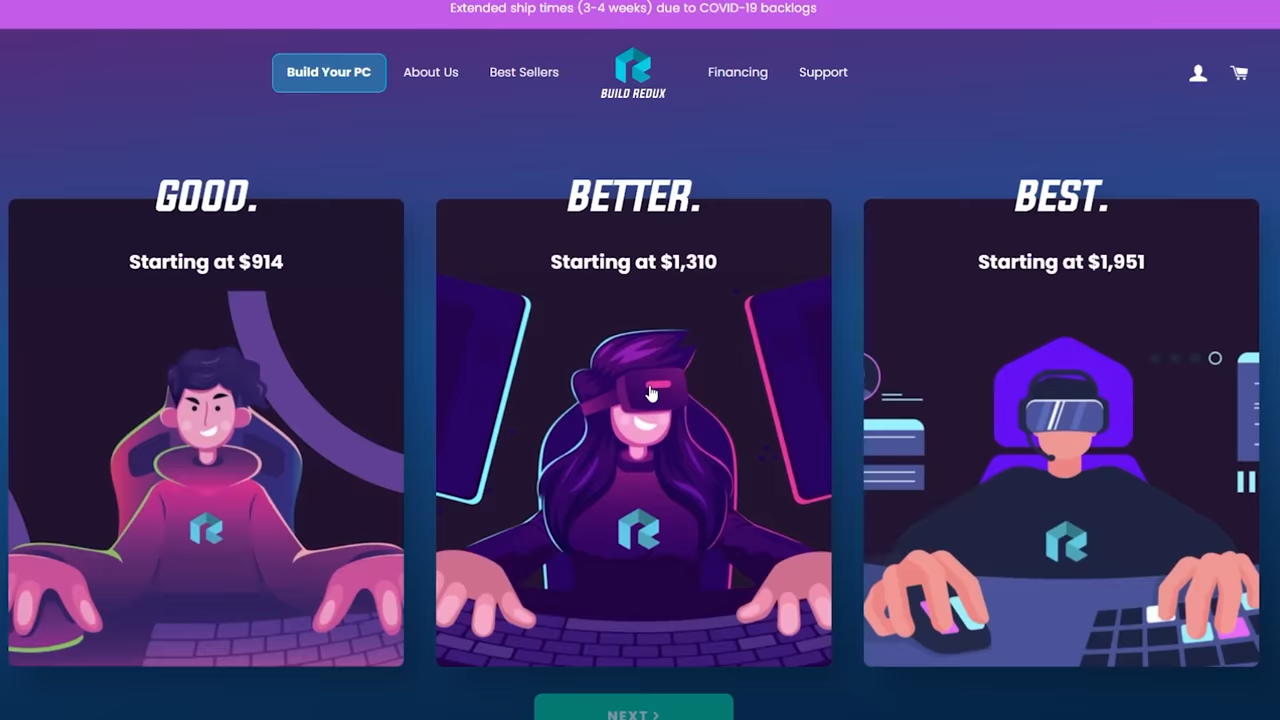 Extended ship times (3-4 weeks) due to COVID-19 backlogs
Build Your PC
About Us
Best Sellers
BUILD REDUX
Financing
Support
GOOD.
Starting at $914
BETTER.
Starting at $1,310
BEST.
Starting at $1,951
NEXT >